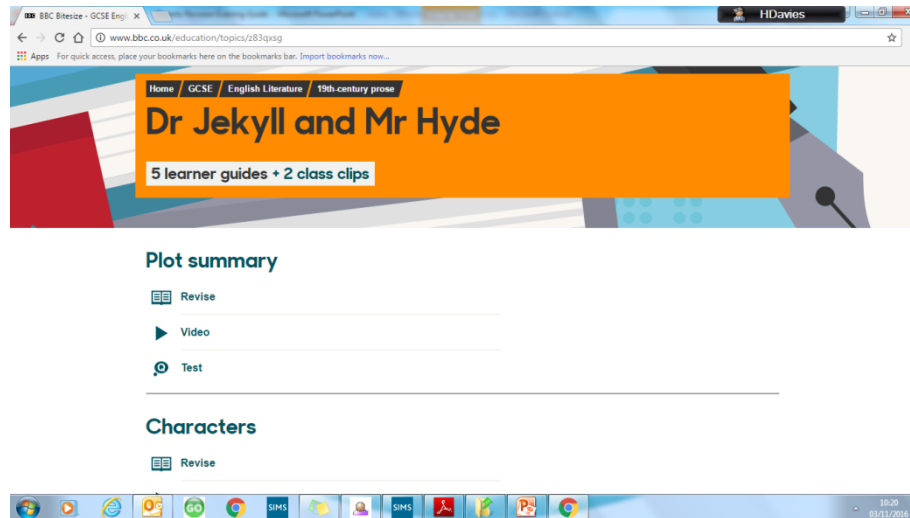 BBC Bitesize - GCSE Engl
HDavies
www.bbc.co.uk/education/topics/z83qxsg
Apps For quick access, place your bookmarks here on the bookmarks bar. Import bookmarks now...
Home / GCSE / English Literature / 19th-century prose
Dr Jekyll and Mr Hyde
5 learner guides + 2 class clips
Plot summary
Revise
Video
Test
Characters
Revise
GO
SIMS
SIMS
10:20
03/11/2016